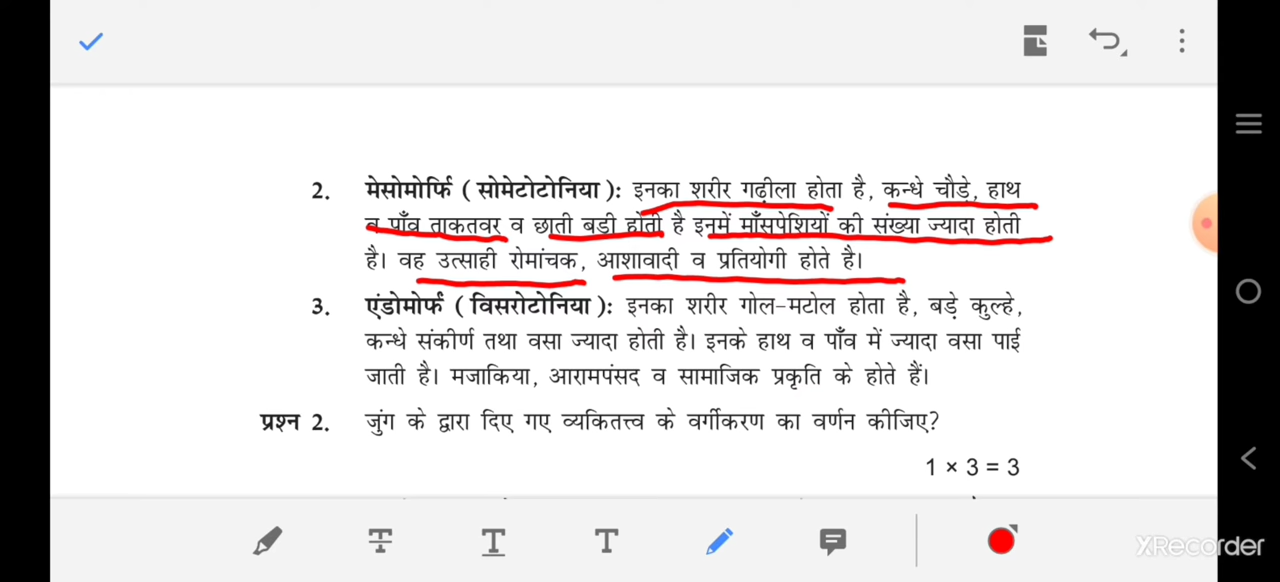 2. मेसोमोर्फि (सोमेटोटोनिया): इनका शरीर गढ़ीला होता है, कन्धे चौड़े, हाथ
व पाँव ताकतवर व छाती बडी होती है इनमें माँसपेशियों की संख्या ज्यादा होती
है। वह उत्साही रोमांचक, आशावादी व प्रतियोगी होते है।
3. एंडोमोर्फ (विसरोटोनिया): इनका शरीर गोल-मटोल होता है, बड़े कुल्हे,
कन्धे संकीर्ण तथा वसा ज्यादा होती है। इनके हाथ व पाँव में ज्यादा वसा पाई
जाती है। मजाकिया, आरामपंसद व सामाजिक प्रकृति के होते हैं।
प्रश्न 2. जुंग के द्वारा दिए गए व्यकितत्त्व के वर्गीकरण का वर्णन कीजिए?
1 × 3 = 3
T T T
XRecorder